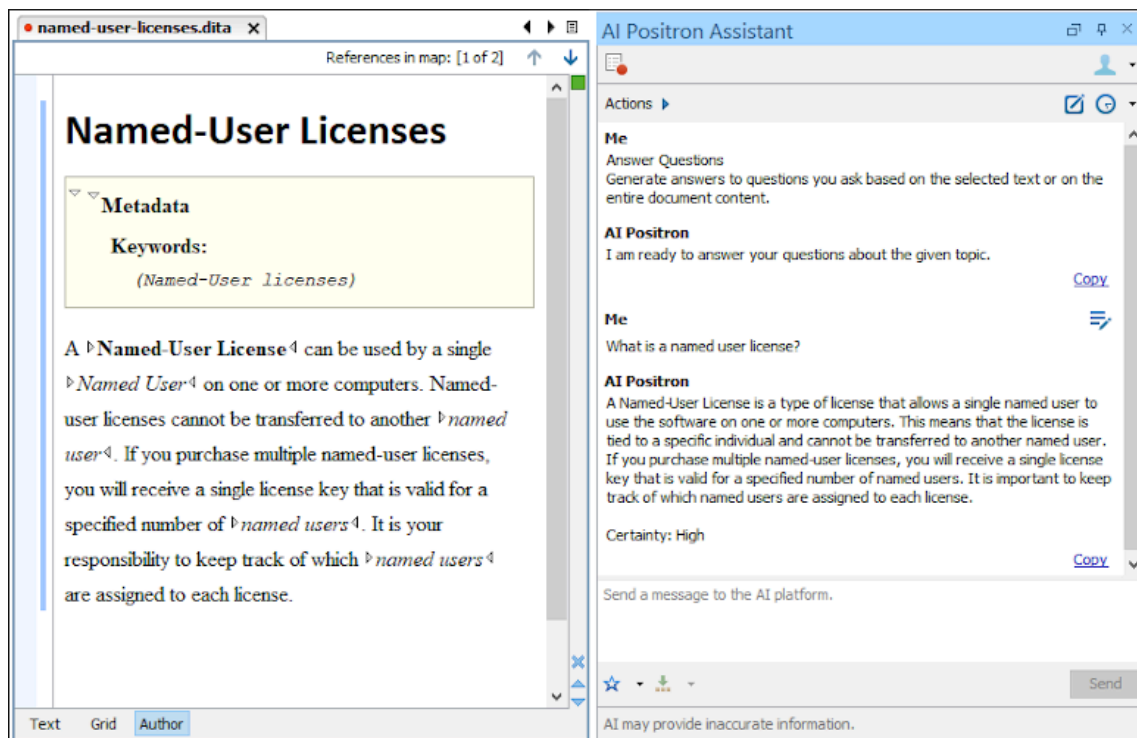 named-user-licenses.dita
References in map: [1 of 2]
Named-User Licenses
Metadata
Keywords:
(Named-User licenses)
A Named-User License can be used by a single
Named User on one or more computers. Named-
user licenses cannot be transferred to another named
user. If you purchase multiple named-user licenses,
you will receive a single license key that is valid for a
specified number of named users. It is your
responsibility to keep track of which named users
are assigned to each license.
Text Grid Author
AI Positron Assistant
Actions
Me
Answer Questions
Generate answers to questions you ask based on the selected text or on the
entire document content.
AI Positron
I am ready to answer your questions about the given topic.
Copy
Me
What is a named user license?
AI Positron
A Named-User License is a type of license that allows a single named user to
use the software on one or more computers. This means that the license is
tied to a specific individual and cannot be transferred to another named user.
If you purchase multiple named-user licenses, you will receive a single license
key that is valid for a specified number of named users. It is important to keep
track of which named users are assigned to each license.
Certainty: High
Copy
Send a message to the AI platform.
Send
AI may provide inaccurate information.